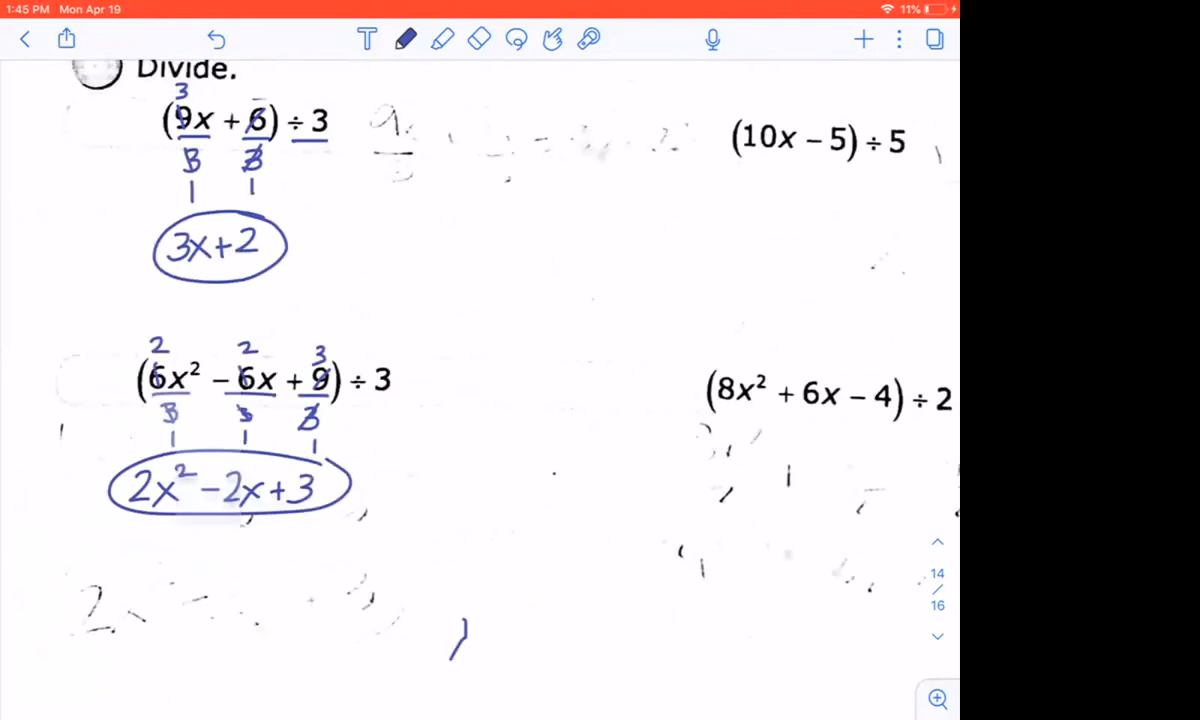 1:45 PM Mon Apr 19
11%
Divide.
3
(9x + 6) ÷ 3
3 3
1 1
3x+2
(10x – 5) ÷ 5
2 2 3
(6x² – 6x + 9) ÷ 3
3 3 3
1 1 1
2x² – 2x + 3
(8x² + 6x – 4) ÷ 2
14
/
16